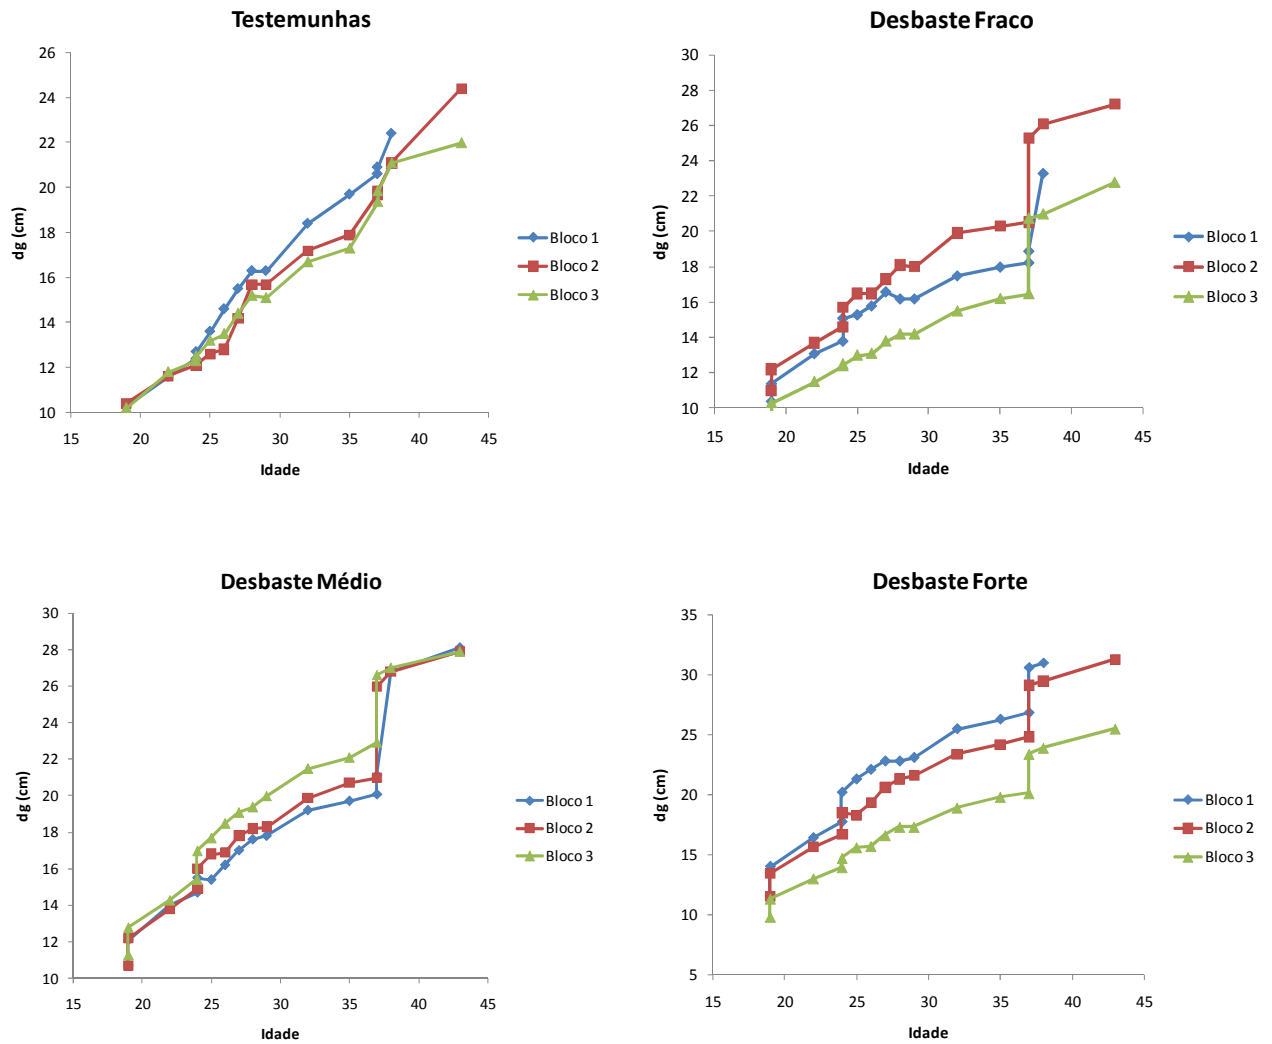 Testemunhas
26
24
22
20
18
16
14
12
10
15 20 25 30 35 40 45
dg (cm)
Idade
Bloco 1
Bloco 2
Bloco 3
Desbaste Fraco
30
28
26
24
22
20
18
16
14
12
10
15 20 25 30 35 40 45
dg (cm)
Idade
Bloco 1
Bloco 2
Bloco 3
Desbaste Médio
30
28
26
24
22
20
18
16
14
12
10
15 20 25 30 35 40 45
dg (cm)
Idade
Bloco 1
Bloco 2
Bloco 3
Desbaste Forte
35
30
25
20
15
10
5
15 20 25 30 35 40 45
dg (cm)
Idade
Bloco 1
Bloco 2
Bloco 3